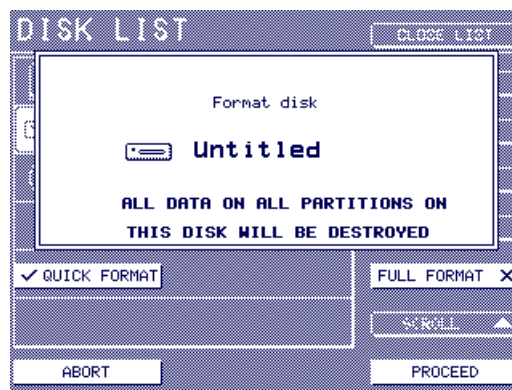 DISK LIST
CLOSE LIST
Format disk
Untitled
ALL DATA ON ALL PARTITIONS ON
THIS DISK WILL BE DESTROYED
QUICK FORMAT
FULL FORMAT
SCROLL
ABORT
PROCEED